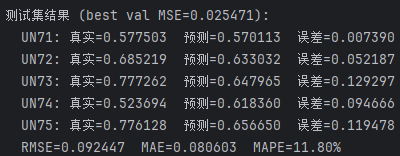 测试集结果 (best val MSE=0.025471):
UN71: 真实=0.577503 预测=0.570113 误差=0.007390
UN72: 真实=0.685219 预测=0.633032 误差=0.052187
UN73: 真实=0.777262 预测=0.647965 误差=0.129297
UN74: 真实=0.523694 预测=0.618360 误差=0.094666
UN75: 真实=0.776128 预测=0.656650 误差=0.119478
RMSE=0.092447 MAE=0.080603 MAPE=11.80%